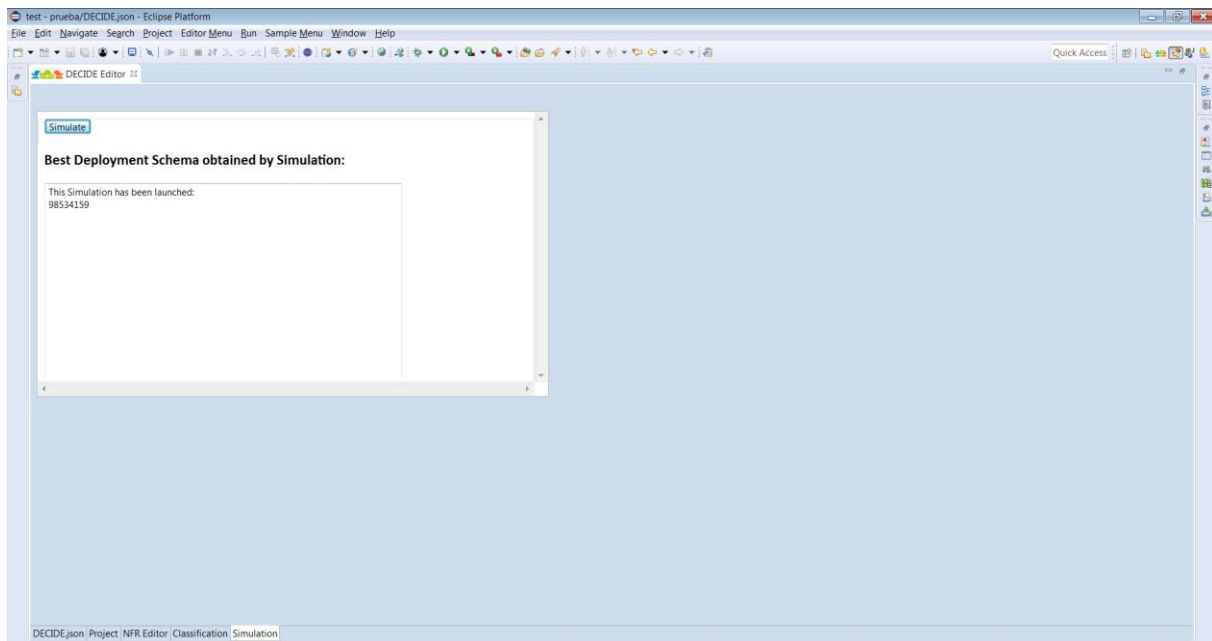 test - prueba/DECIDE.json - Eclipse Platform
File Edit Navigate Search Project Editor Menu Run Sample Menu Window Help
Quick Access
DECIDE Editor
Simulate
Best Deployment Schema obtained by Simulation:
This Simulation has been launched:
98534159
DECIDE.json Project NFR Editor Classification Simulation